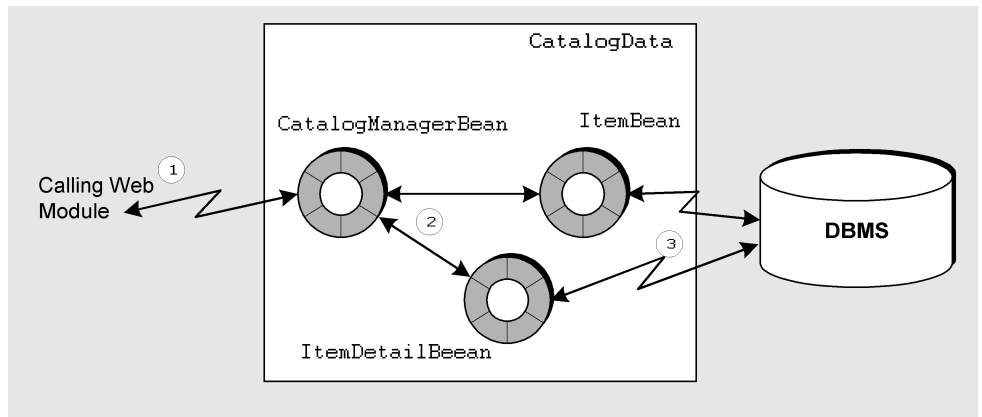 CatalogData
CatalogManagerBean
ItemBean
1
Calling Web
Module
2
3
DBMS
ItemDetailBeean